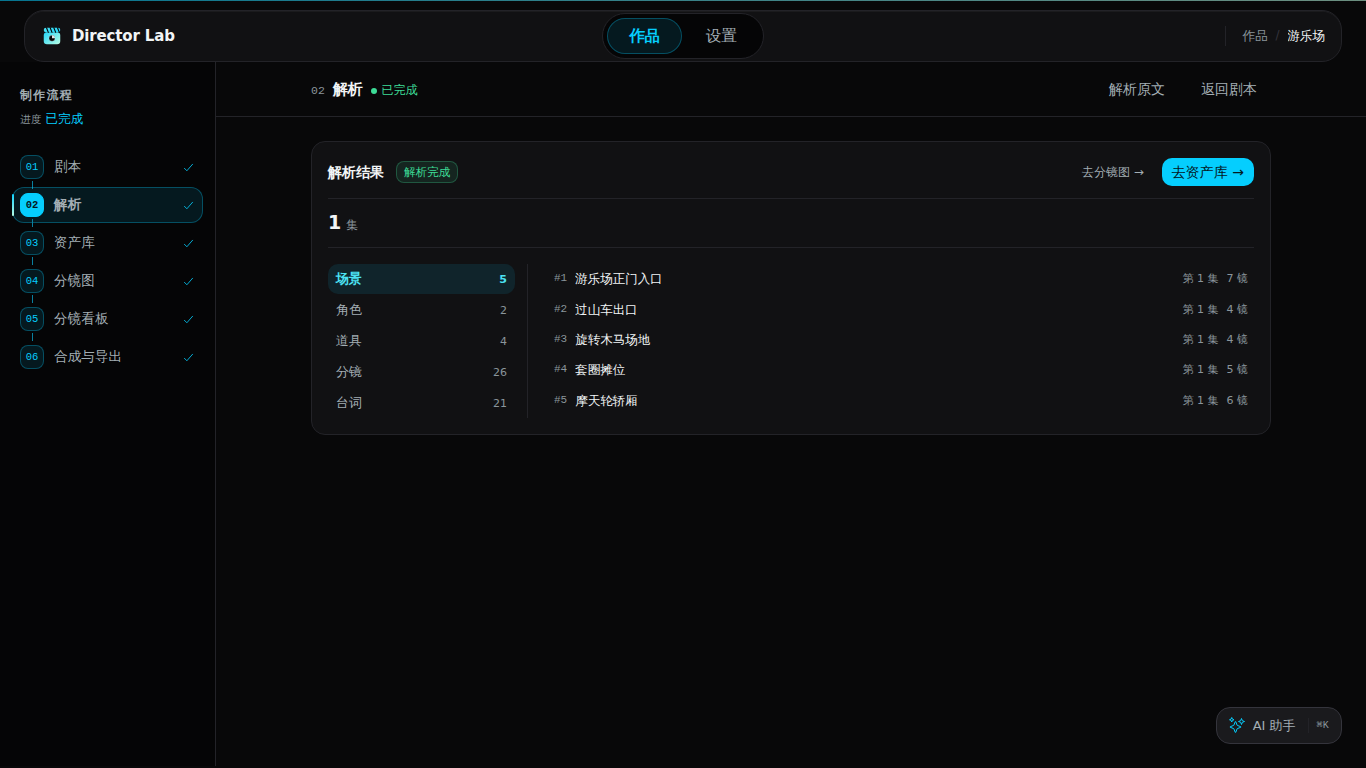 Director Lab
作品
设置
作品 / 游乐场
制作流程
进度 已完成
01 剧本
02 解析
03 资产库
04 分镜图
05 分镜看板
06 合成与导出
02 解析 已完成
解析原文
返回剧本
解析结果 解析完成
去分镜图 →
去资产库 →
1 集
场景 5
角色 2
道具 4
分镜 26
台词 21
#1 游乐场正门入口 第 1 集 7 镜
#2 过山车出口 第 1 集 4 镜
#3 旋转木马场地 第 1 集 4 镜
#4 套圈摊位 第 1 集 5 镜
#5 摩天轮轿厢 第 1 集 6 镜
AI 助手 ⌘K